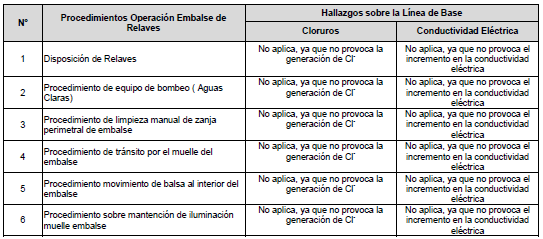 N° Procedimientos Operación Embalse de Relaves Hallazgos sobre la Línea de Base
Cloruros Conductividad Eléctrica
1 Disposición de Relaves No aplica, ya que no provoca la generación de Cl⁻ No aplica, ya que no provoca el incremento en la conductividad eléctrica
2 Procedimiento de equipo de bombeo ( Aguas Claras) No aplica, ya que no provoca la generación de Cl⁻ No aplica, ya que no provoca el incremento en la conductividad eléctrica
3 Procedimiento de limpieza manual de zanja perimetral de embalse No aplica, ya que no provoca la generación de Cl⁻ No aplica, ya que no provoca el incremento en la conductividad eléctrica
4 Procedimiento de tránsito por el muelle del embalse No aplica, ya que no provoca la generación de Cl⁻ No aplica, ya que no provoca el incremento en la conductividad eléctrica
5 Procedimiento movimiento de balsa al interior del embalse No aplica, ya que no provoca la generación de Cl⁻ No aplica, ya que no provoca el incremento en la conductividad eléctrica
6 Procedimiento sobre mantención de iluminación muelle embalse No aplica, ya que no provoca la generación de Cl⁻ No aplica, ya que no provoca el incremento en la conductividad eléctrica